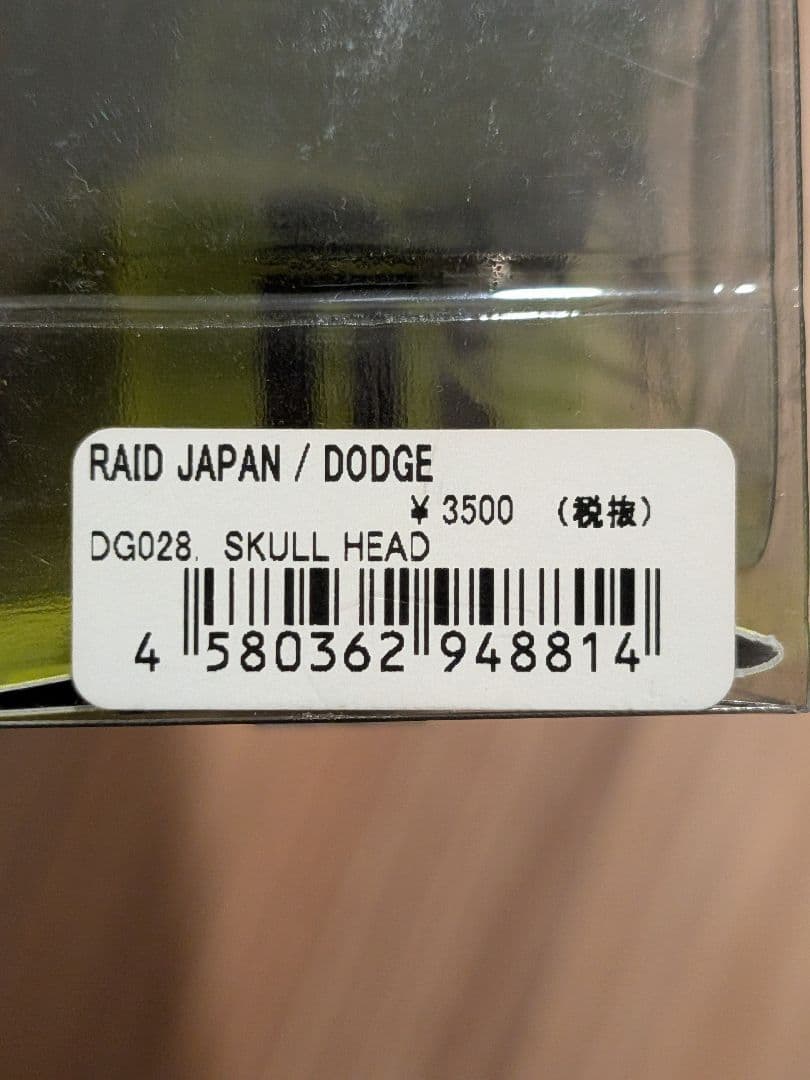 RAID JAPAN / DODGE
¥ 3500 (税抜)
DG028. SKULL HEAD
4 580362 948814